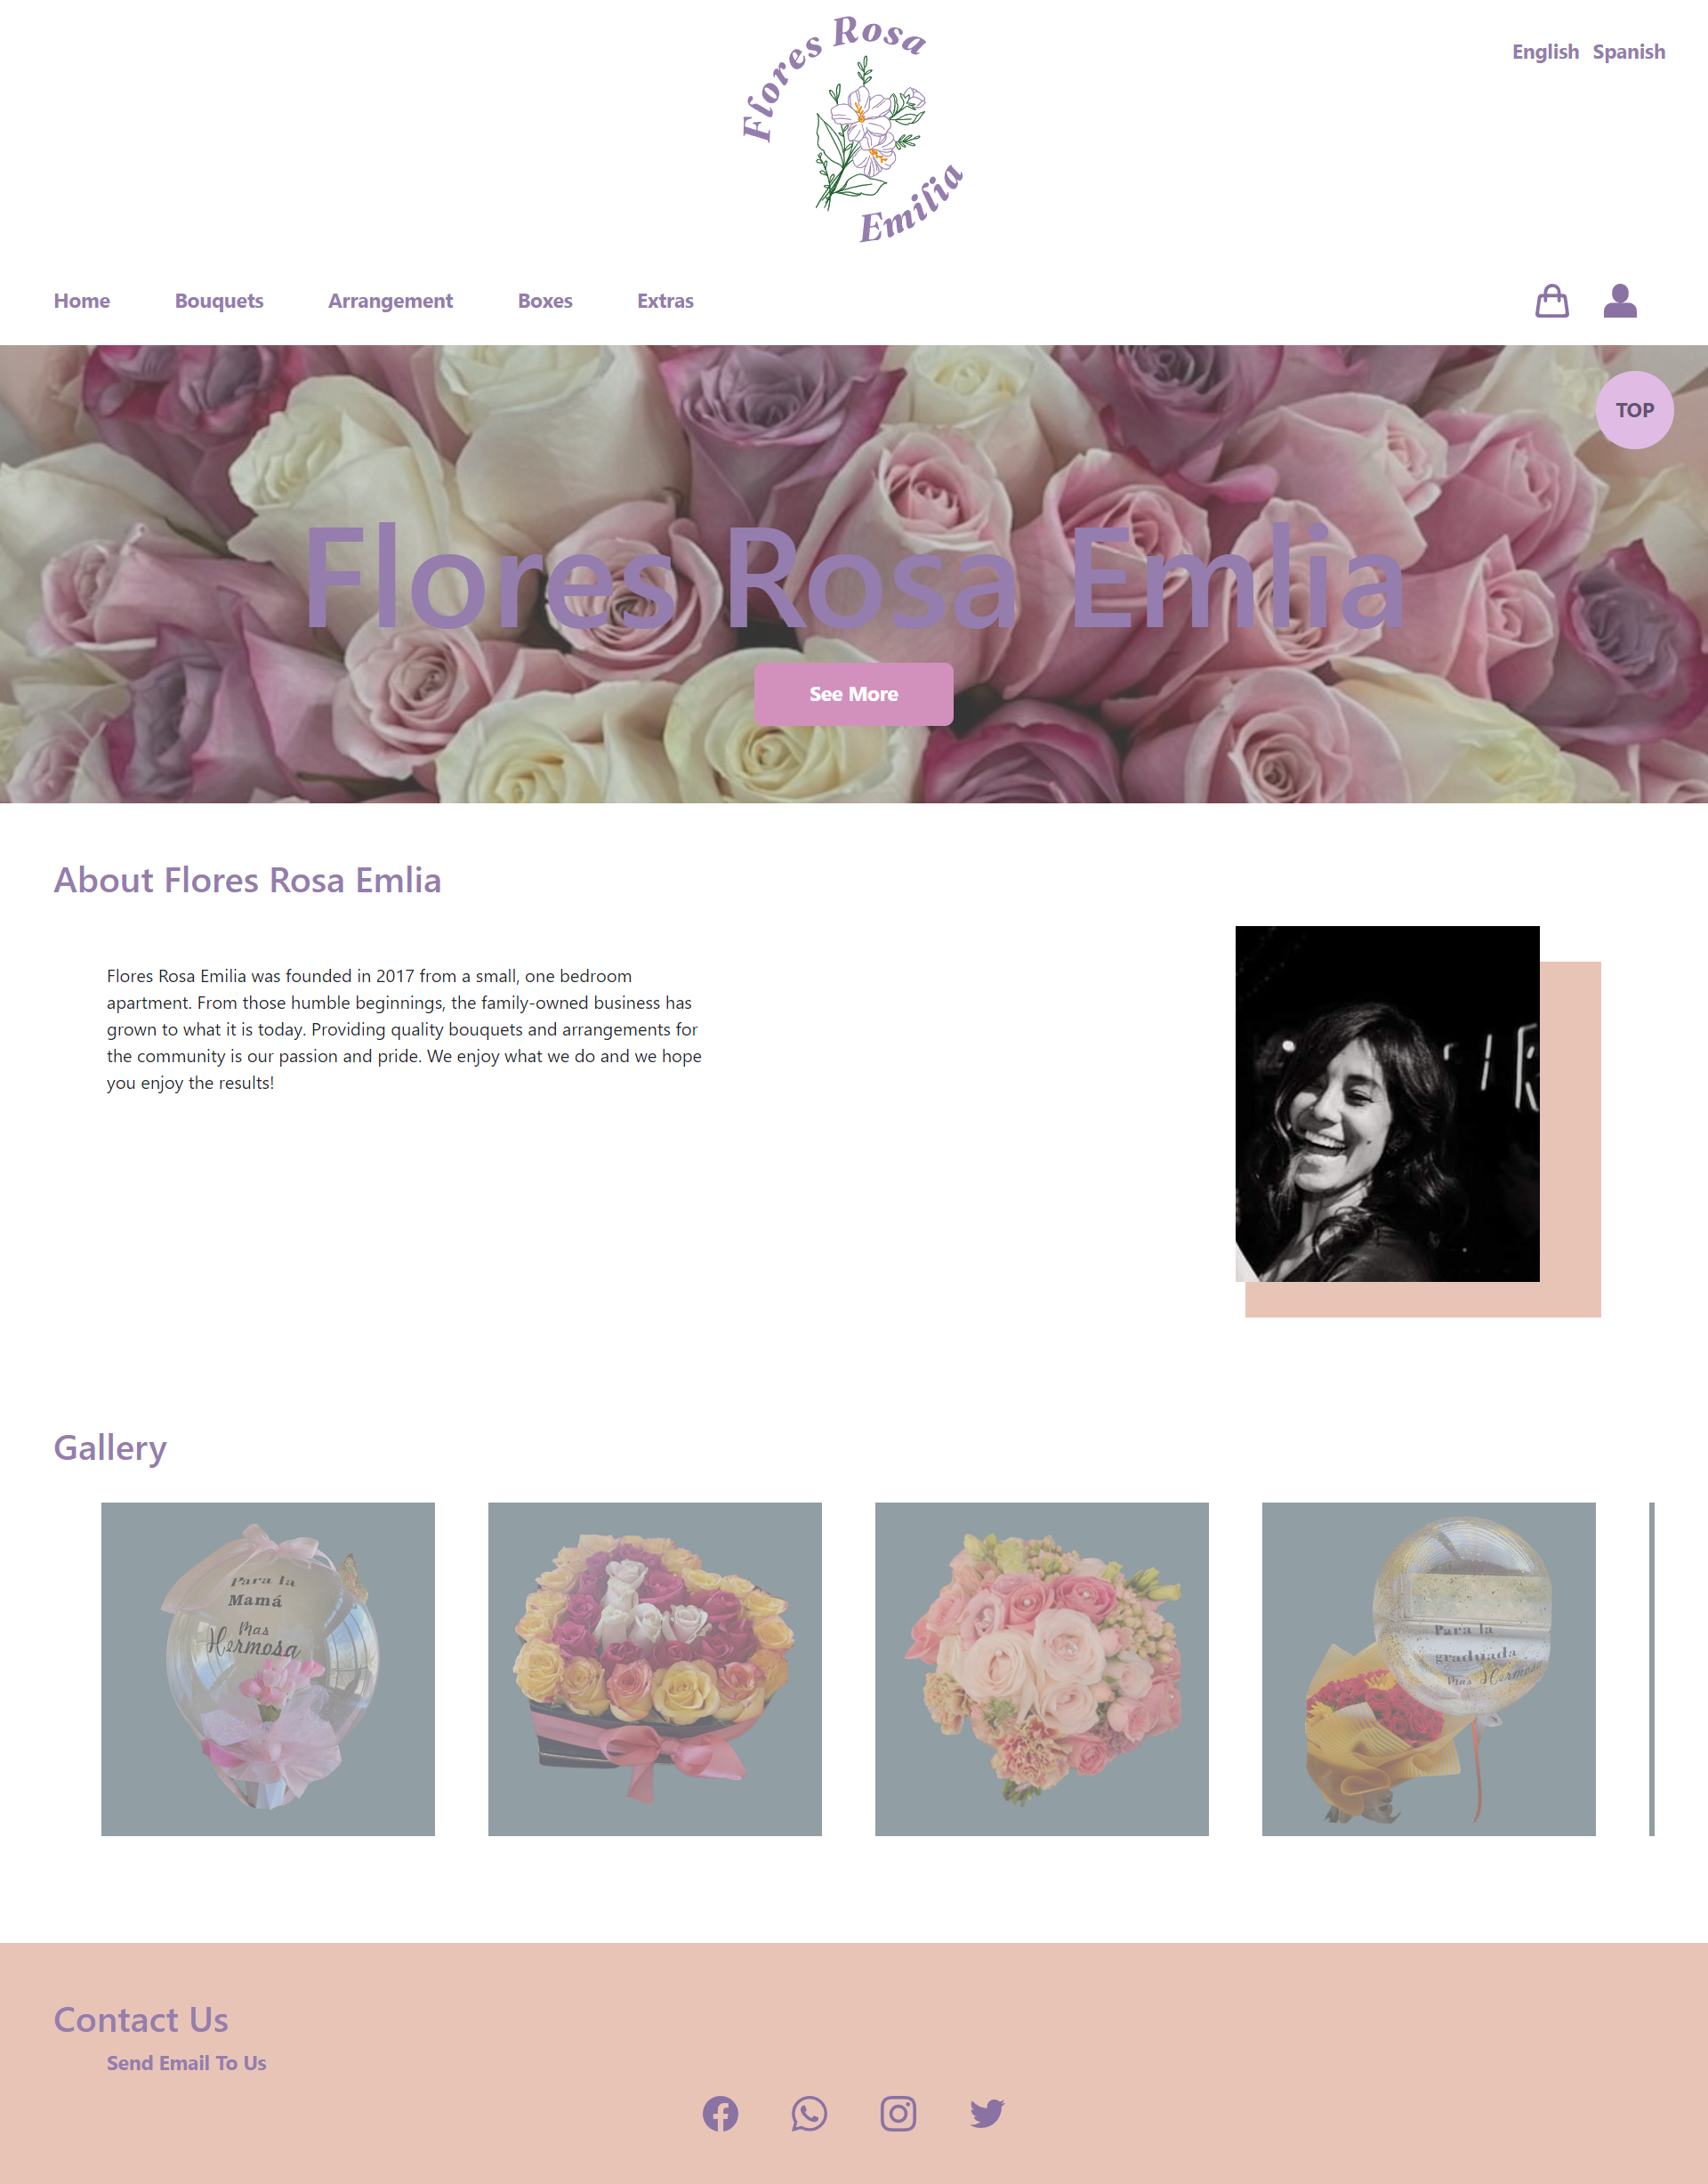 Flores Rosa
Emilia
English Spanish
Home Bouquets Arrangement Boxes Extras
TOP
Flores Rosa Emlia
See More
About Flores Rosa Emlia
Flores Rosa Emilia was founded in 2017 from a small, one bedroom
apartment. From those humble beginnings, the family-owned business has
grown to what it is today. Providing quality bouquets and arrangements for
the community is our passion and pride. We enjoy what we do and we hope
you enjoy the results!
Gallery
Para la
Mamá
Mas
Hermosa
Para la
graduada
Mas Hermosa
Contact Us
Send Email To Us